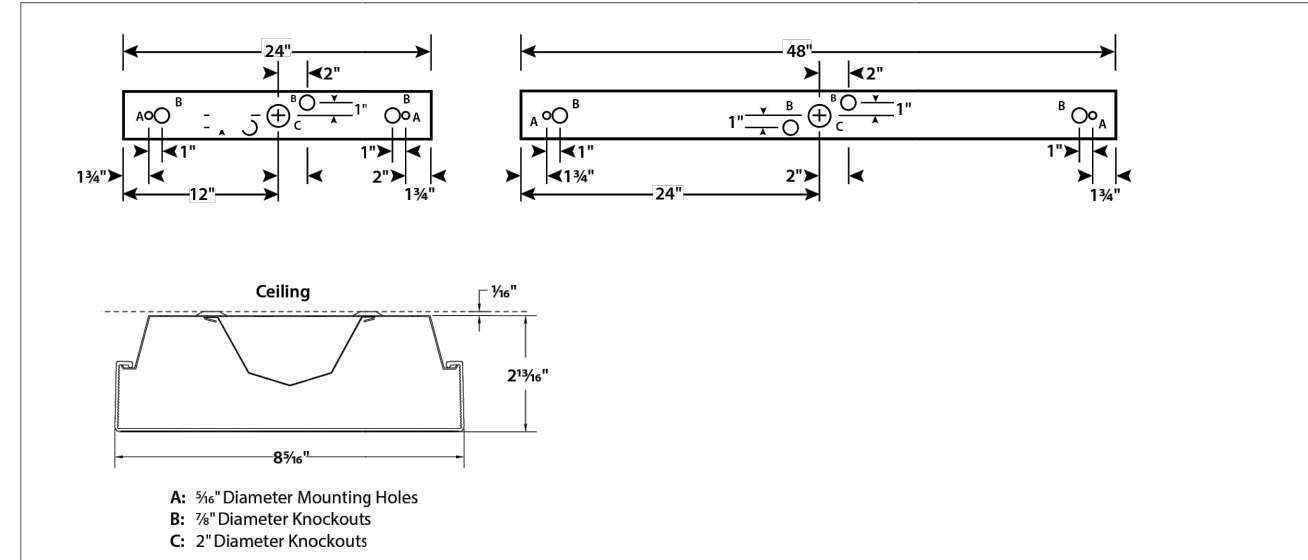 24"
48"
2"
2"
B
B
B
1"
A
A
C
B
B
B
B
1"
1"
A
C
A
1"
1"
1"
1"
1¾"
2"
1¾"
2"
12"
1¾"
24"
1¾"
Ceiling
1⁄16"
2 13⁄16"
8 5⁄16"
A: 5⁄16" Diameter Mounting Holes
B: 7⁄8" Diameter Knockouts
C: 2" Diameter Knockouts